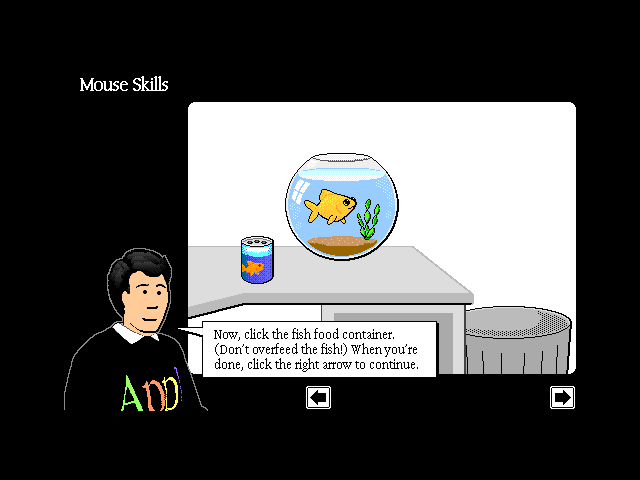 Mouse Skills
Now, click the fish food container.
(Don't overfeed the fish!) When you're
done, click the right arrow to continue.
Appl